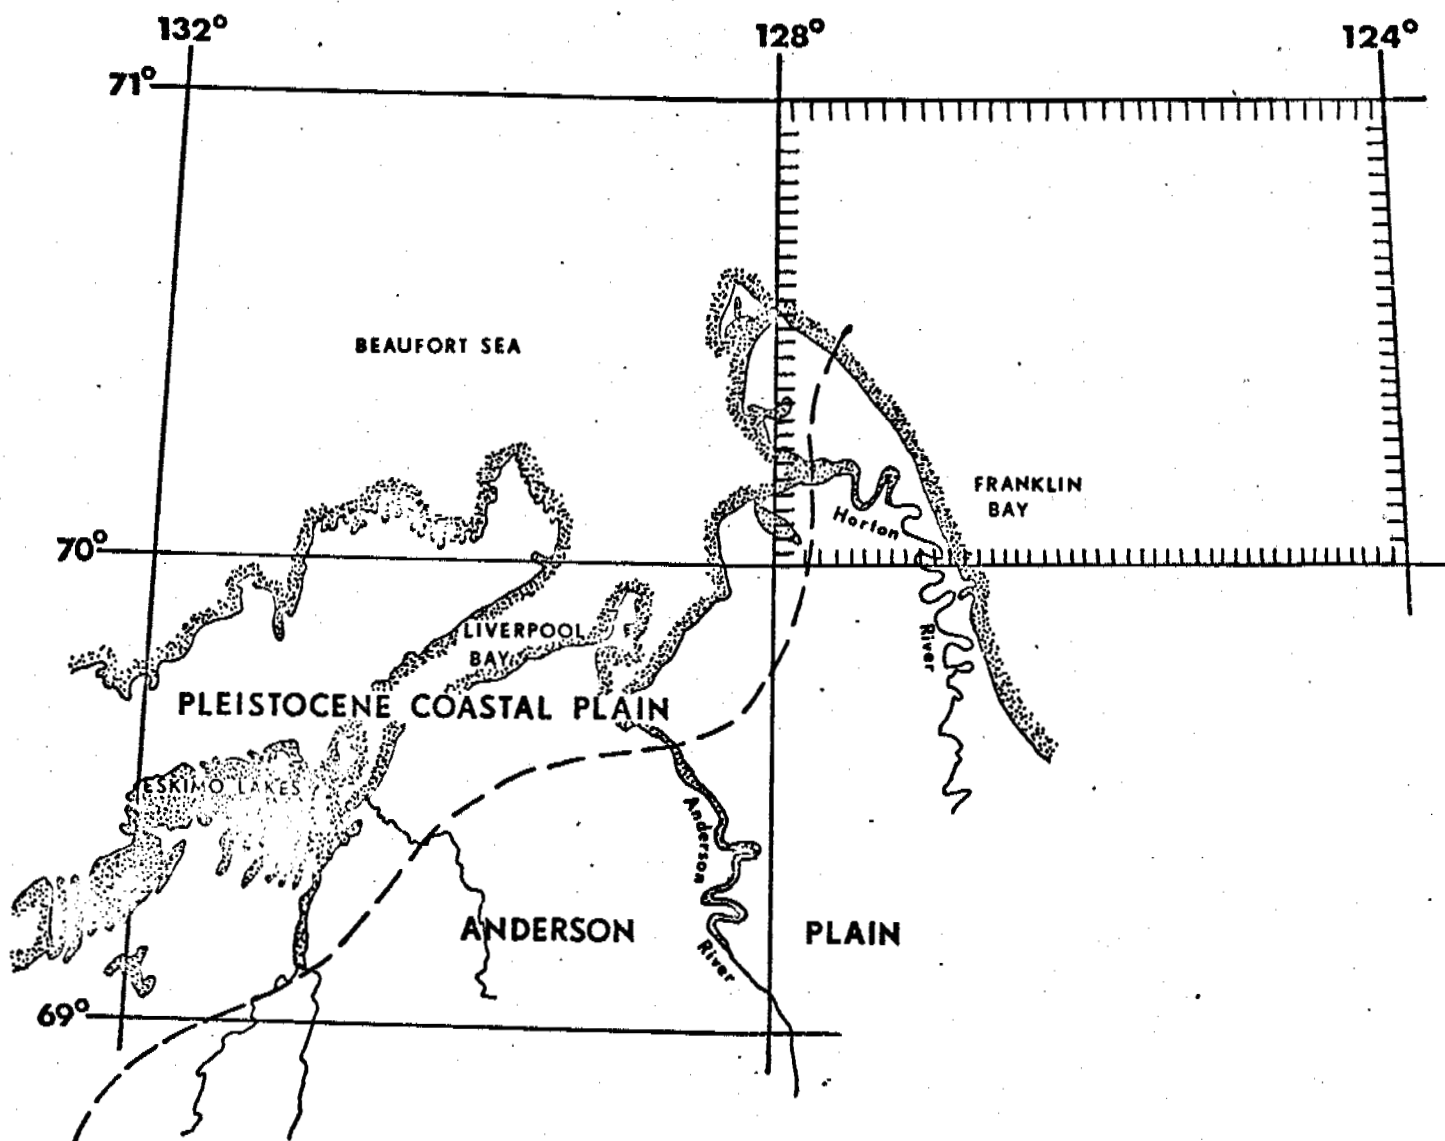 132°
128°
124°
71°
BEAUFORT SEA
FRANKLIN
BAY
Horton
River
70°
LIVERPOOL
BAY
PLEISTOCENE COASTAL PLAIN
ESKIMO LAKES
Anderson
River
ANDERSON PLAIN
69°